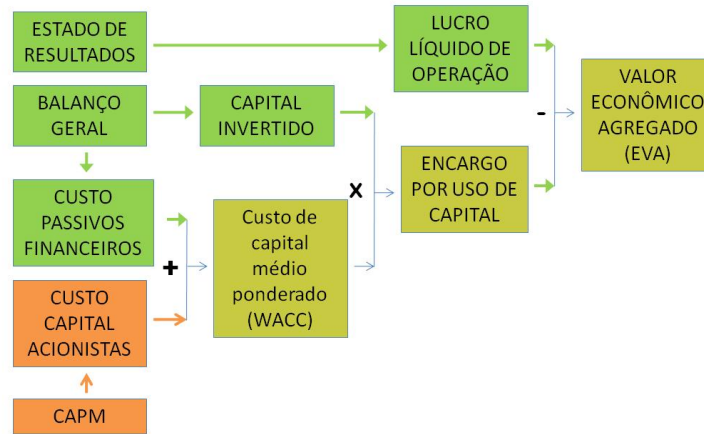 ESTADO DE
RESULTADOS
LUCRO
LÍQUIDO DE
OPERAÇÃO
VALOR
ECONÔMICO
AGREGADO
(EVA)
BALANÇO
GERAL
CAPITAL
INVERTIDO
-
ENCARGO
POR USO DE
CAPITAL
X
CUSTO
PASSIVOS
FINANCEIROS
+
Custo de
capital
médio
ponderado
(WACC)
CUSTO
CAPITAL
ACIONISTAS
CAPM